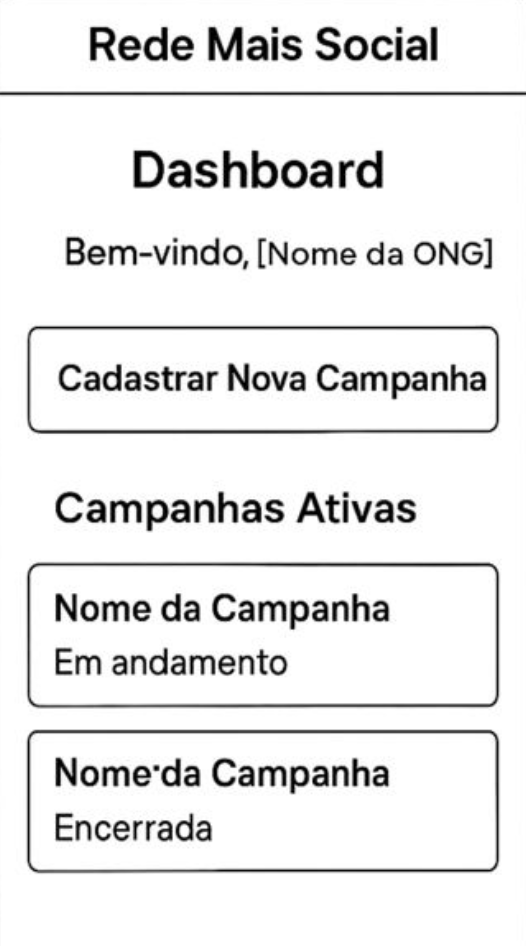 Rede Mais Social
Dashboard
Bem-vindo, [Nome da ONG]
Cadastrar Nova Campanha
Campanhas Ativas
Nome da Campanha
Em andamento
Nome da Campanha
Encerrada